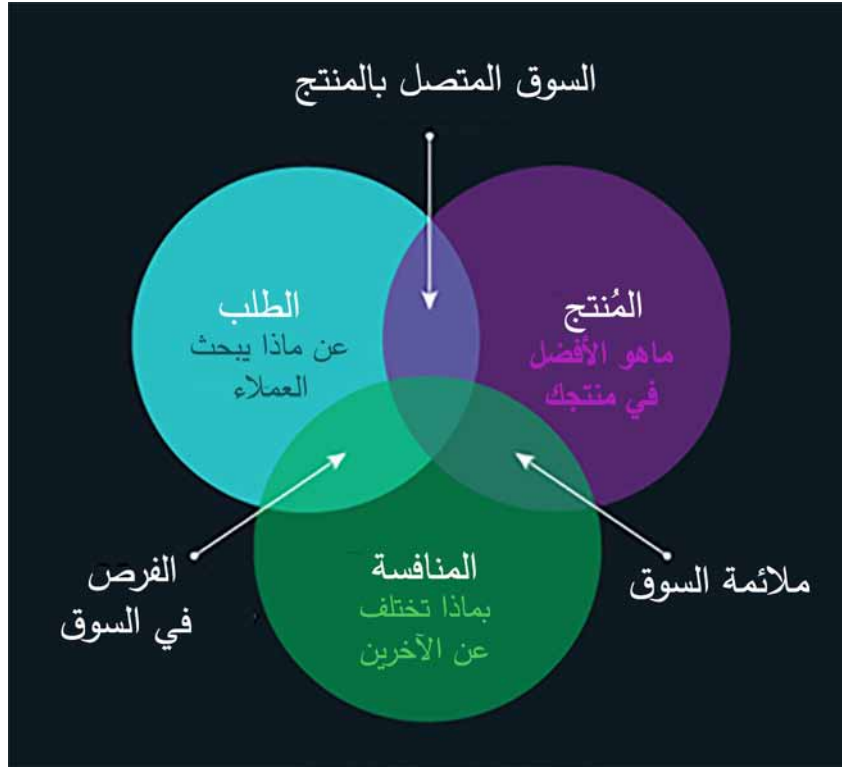 السوق المتصل بالمنتج
المُنتج
ماهو الأفضل
في منتجك
الطلب
عن ماذا يبحث
العملاء
المنافسة
بماذا تختلف
عن الآخرين
ملائمة السوق
الفرص
في السوق